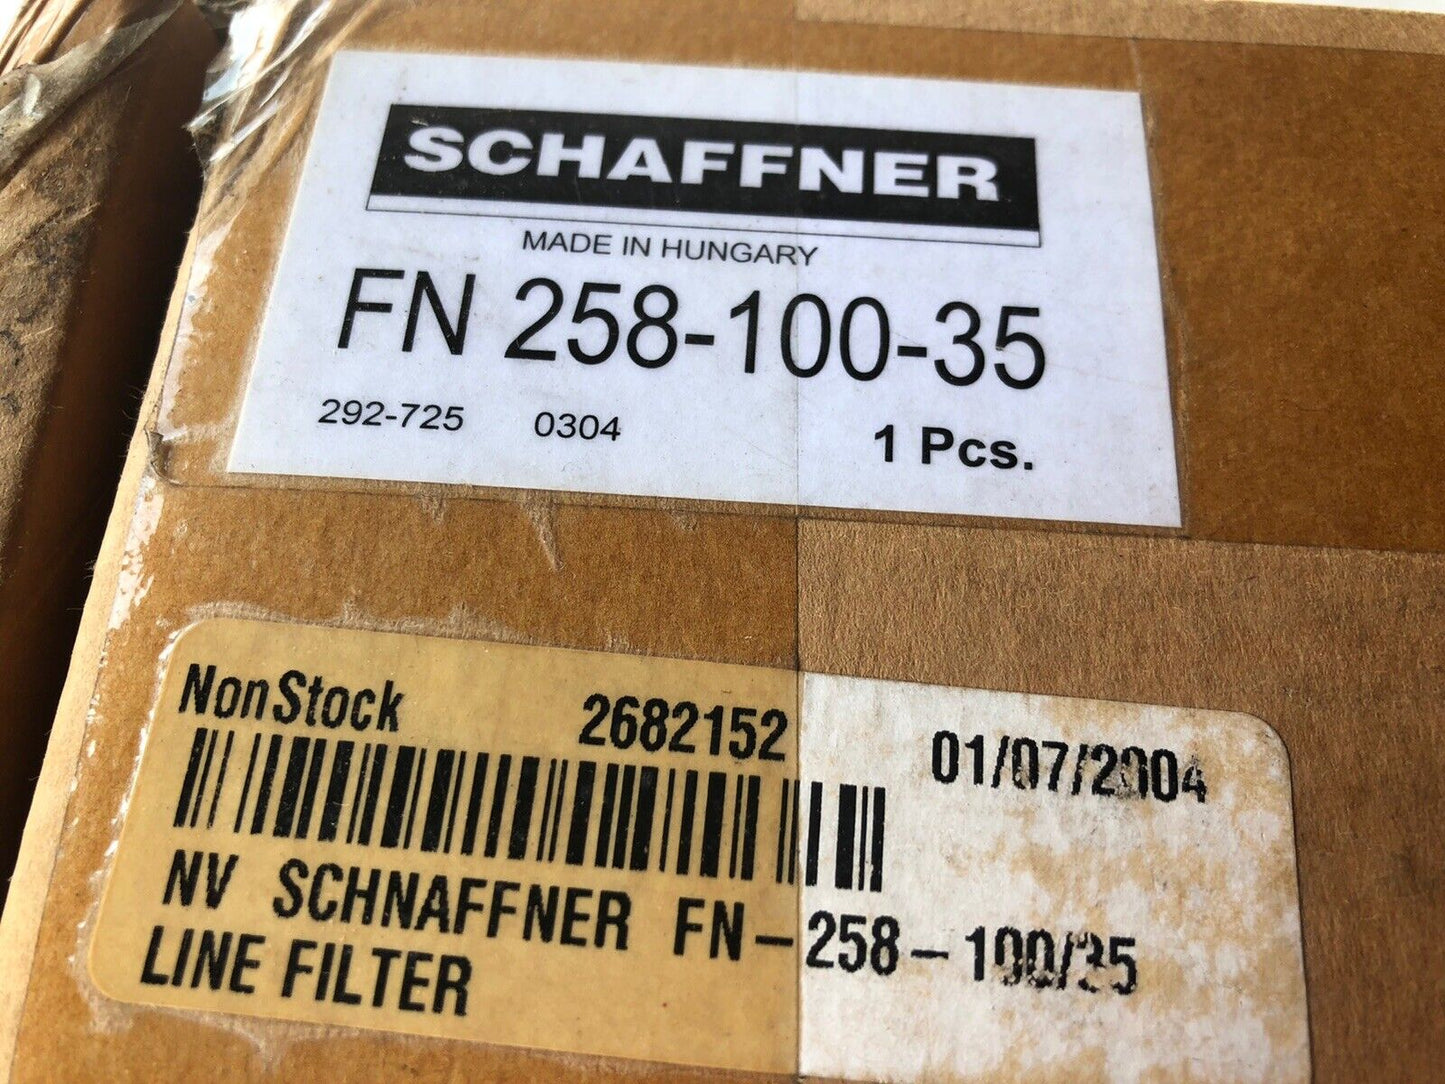 SCHAFFNER
MADE IN HUNGARY
FN 258-100-35
292-725 0304 1 Pcs.
NonStock 2682152 01/07/2004
NV SCHNAFFNER FN-258-100/35
LINE FILTER